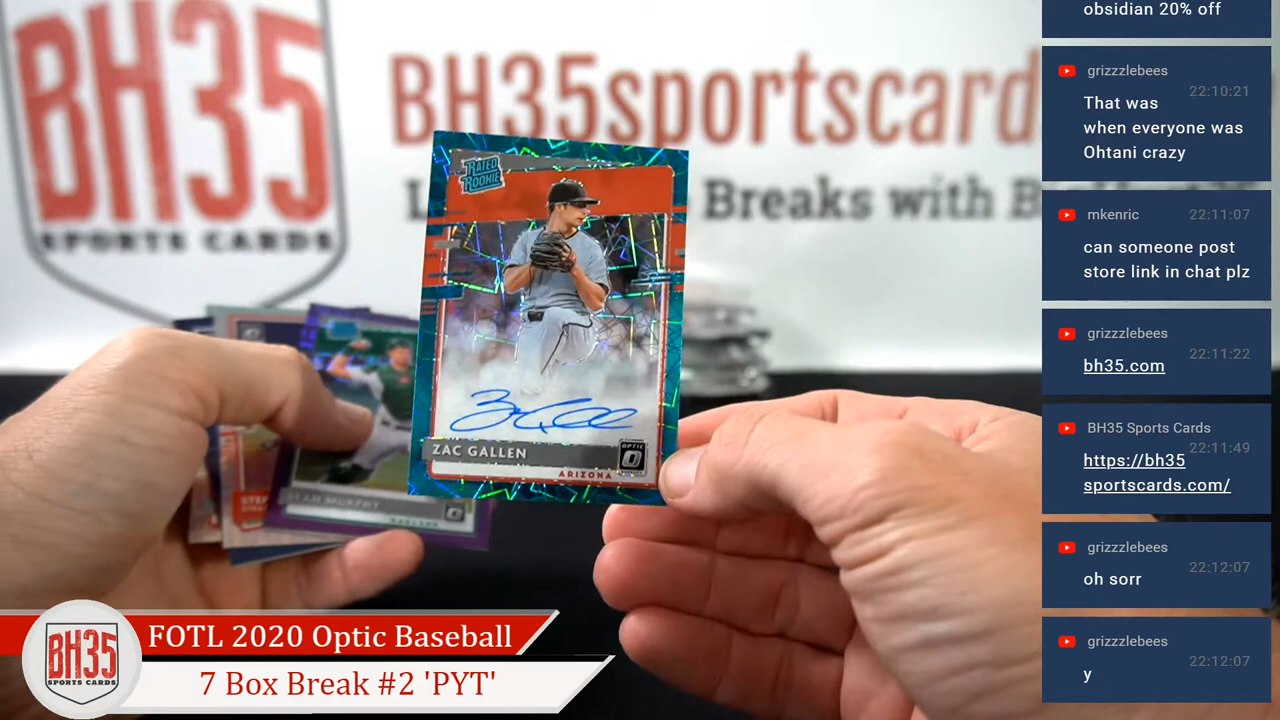 BH35
SPORTS CARDS
BH35sportscard
Breaks with B
RATED
ROOKIE
ZAC GALLEN
OPTIC
ARIZONA
SEAN MURPHY
OAKLAND
FOTL 2020 Optic Baseball
7 Box Break #2 'PYT'
BH35
SPORTS CARDS
obsidian 20% off
grizzzlebees
22:10:21
That was
when everyone was
Ohtani crazy
mkenric
22:11:07
can someone post
store link in chat plz
grizzzlebees
22:11:22
bh35.com
BH35 Sports Cards
22:11:49
https://bh35
sportscards.com/
grizzzlebees
22:12:07
oh sorr
grizzzlebees
22:12:07
y